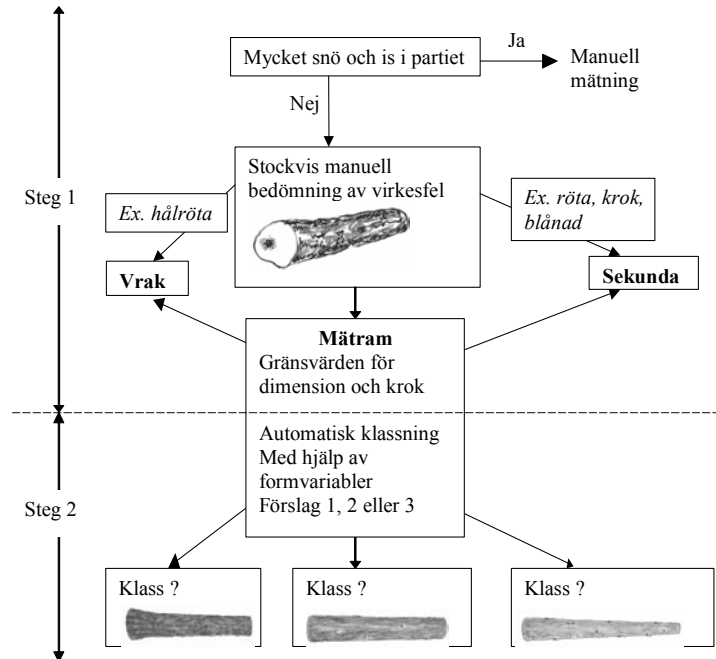 Mycket snö och is i partiet
Ja
Manuell
mätning
Nej
Steg 1
Stockvis manuell
bedömning av virkesfel
Ex. hålröta
Ex. röta, krok,
blånad
Vrak
Sekunda
Mätram
Gränsvärden för
dimension och krok
Steg 2
Automatisk klassning
Med hjälp av
formvariabler
Förslag 1, 2 eller 3
Klass ?
Klass ?
Klass ?